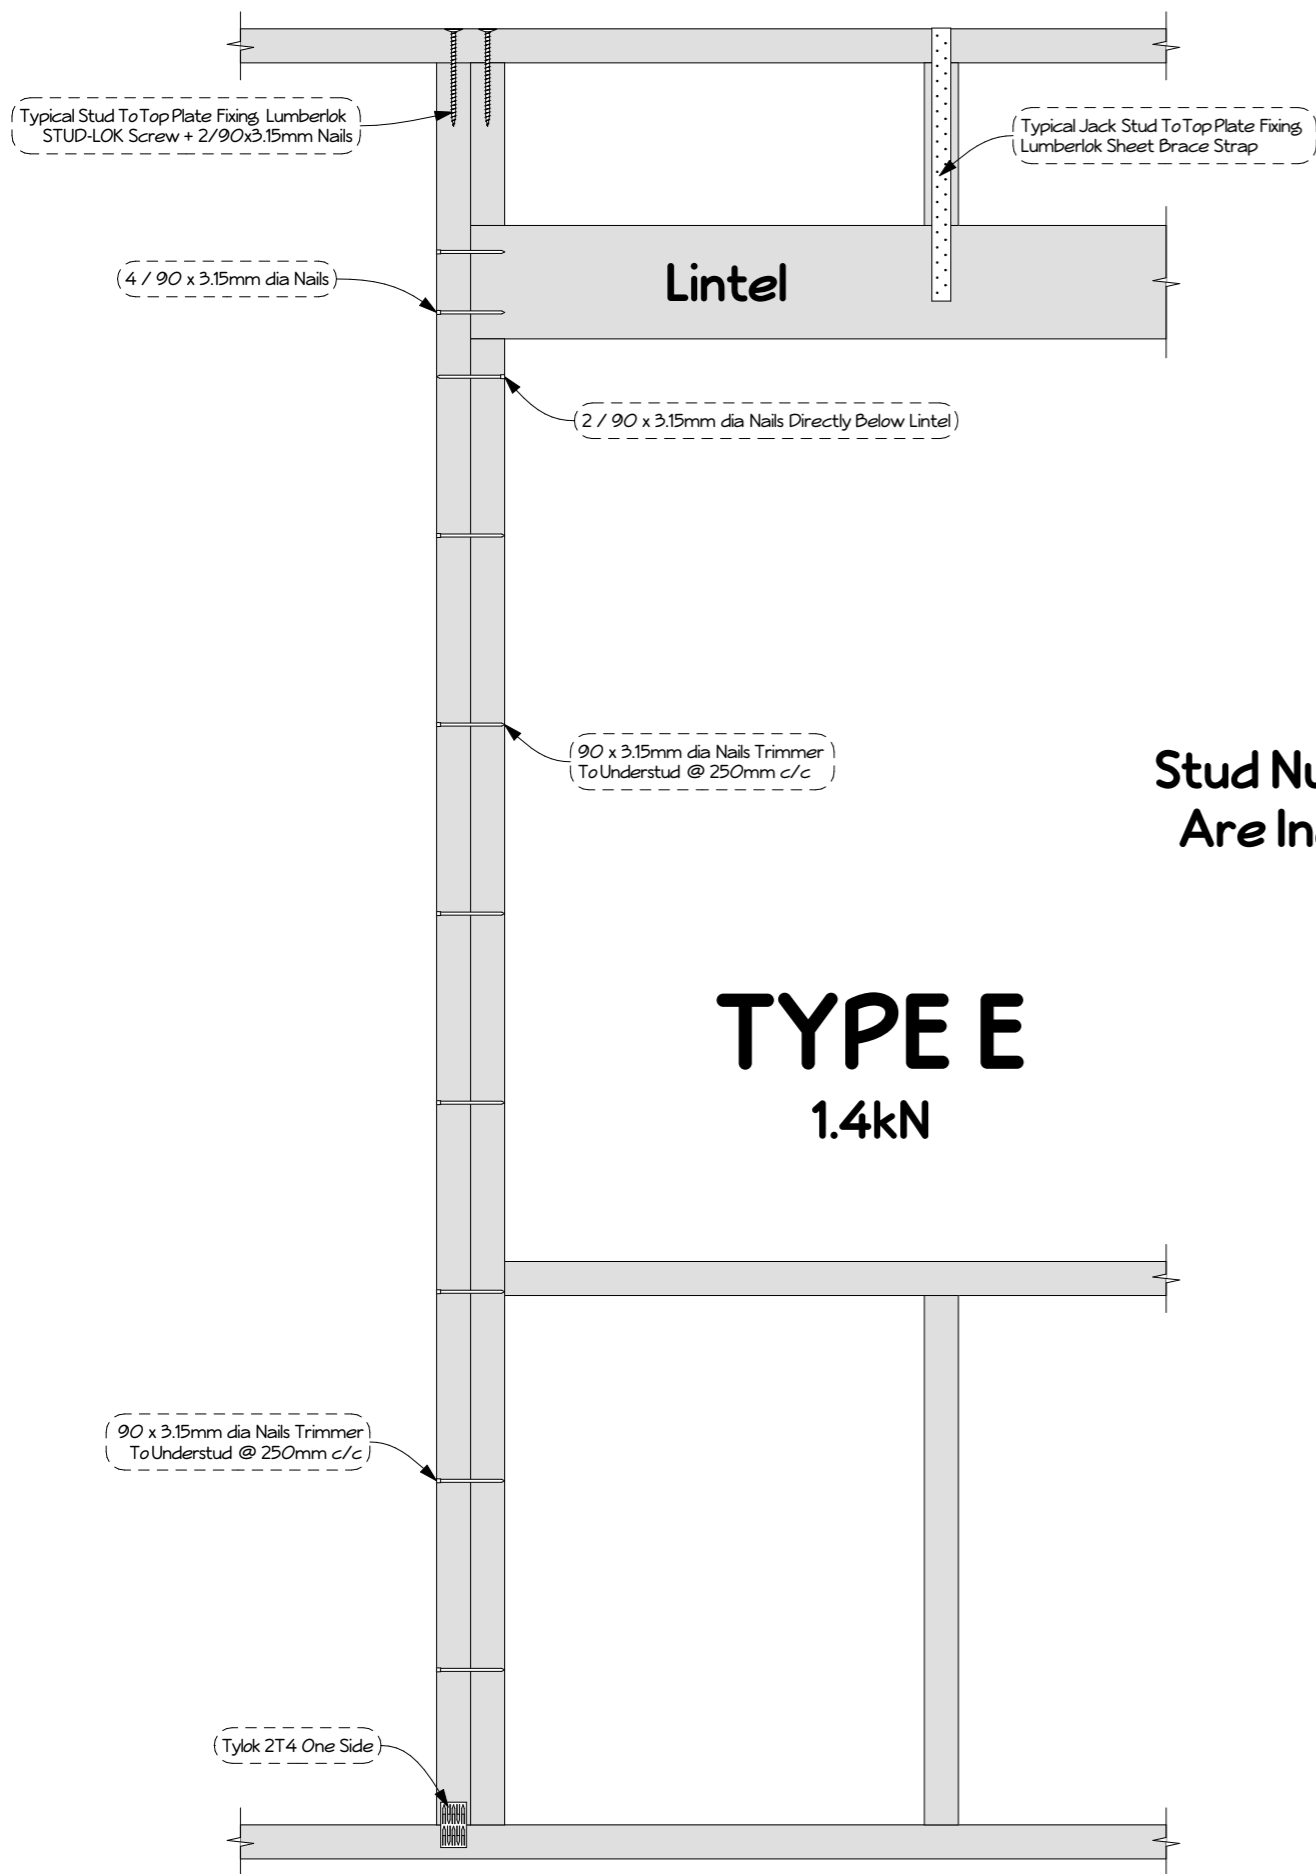 Typical Stud To Top Plate Fixing, Lumberlok
STUD-LOK Screw + 2/90x3.15mm Nails
Typical Jack Stud To Top Plate Fixing,
Lumberlok Sheet Brace Strap
4 / 90 x 3.15mm dia Nails
Lintel
2 / 90 x 3.15mm dia Nails Directly Below Lintel
90 x 3.15mm dia Nails Trimmer
To Understud @ 250mm c/c
Stud
Are
TYPE E
1.4kN
90 x 3.15mm dia Nails Trimmer
To Understud @ 250mm c/c
Tylok 2T4 One Side